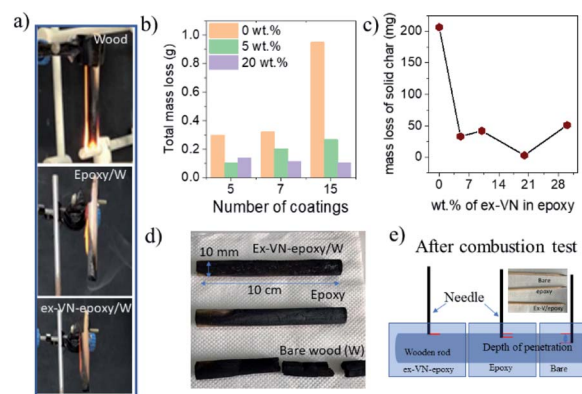 a)
Wood
Epoxy/W
ex-VN-epoxy/W
b)
Total mass loss (g)
1.0
0.8
0.6
0.4
0.2
0.0
0 wt.%
5 wt.%
20 wt.%
5
7
15
Number of coatings
c)
mass loss of solid char (mg)
200
150
100
50
0
0
7
14
21
28
wt.% of ex-VN in epoxy
d)
10 mm
Ex-VN-epoxy/W
10 cm
Epoxy
Bare wood (W)
e)
After combustion test
Bare
epoxy
Ex-V/epoxy
Needle
Wooden rod
Depth of penetration
ex-VN-epoxy
Epoxy
Bare